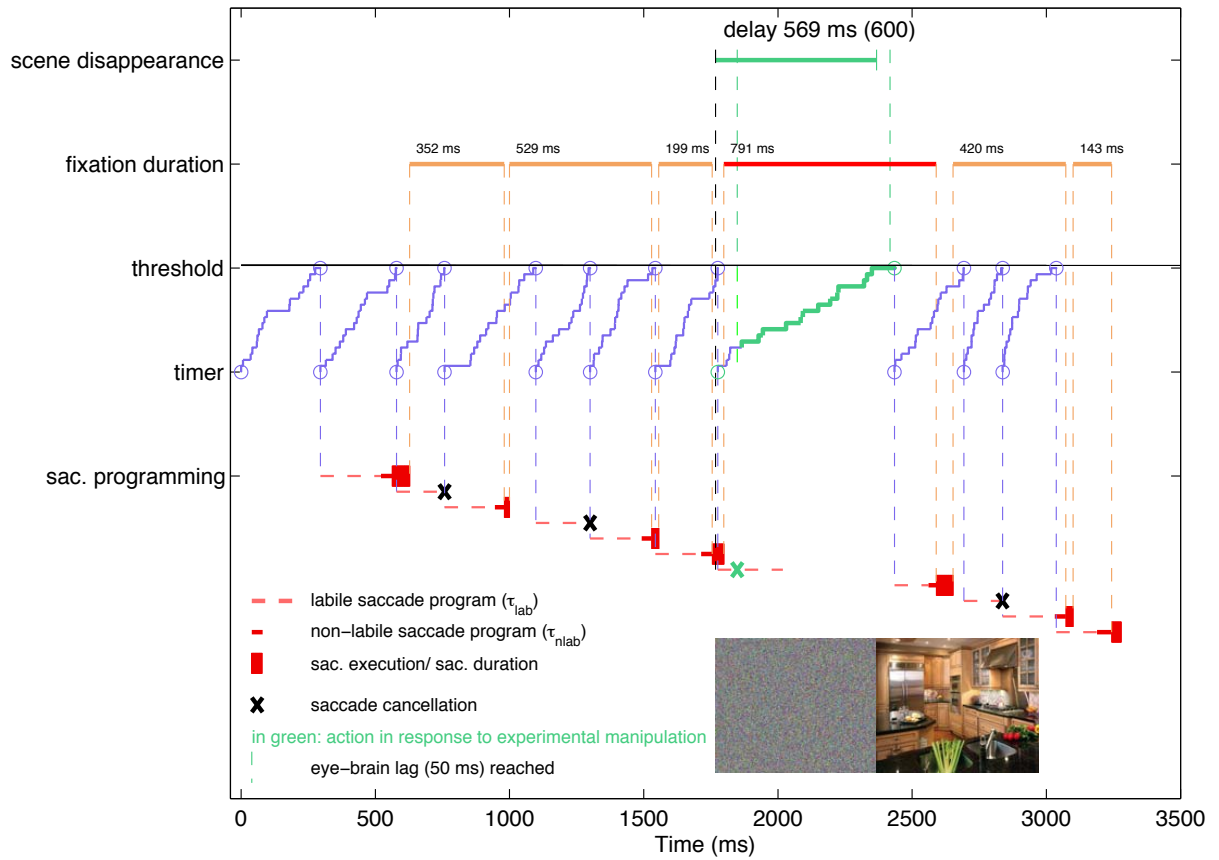 delay 569 ms (600)
scene disappearance
352 ms
529 ms
199 ms
791 ms
420 ms
143 ms
fixation duration
threshold
timer
sac. programming
labile saccade program (τlab)
non−labile saccade program (τnlab)
sac. execution/ sac. duration
saccade cancellation
in green: action in response to experimental manipulation
eye−brain lag (50 ms) reached
0 500 1000 1500 2000 2500 3000 3500
Time (ms)